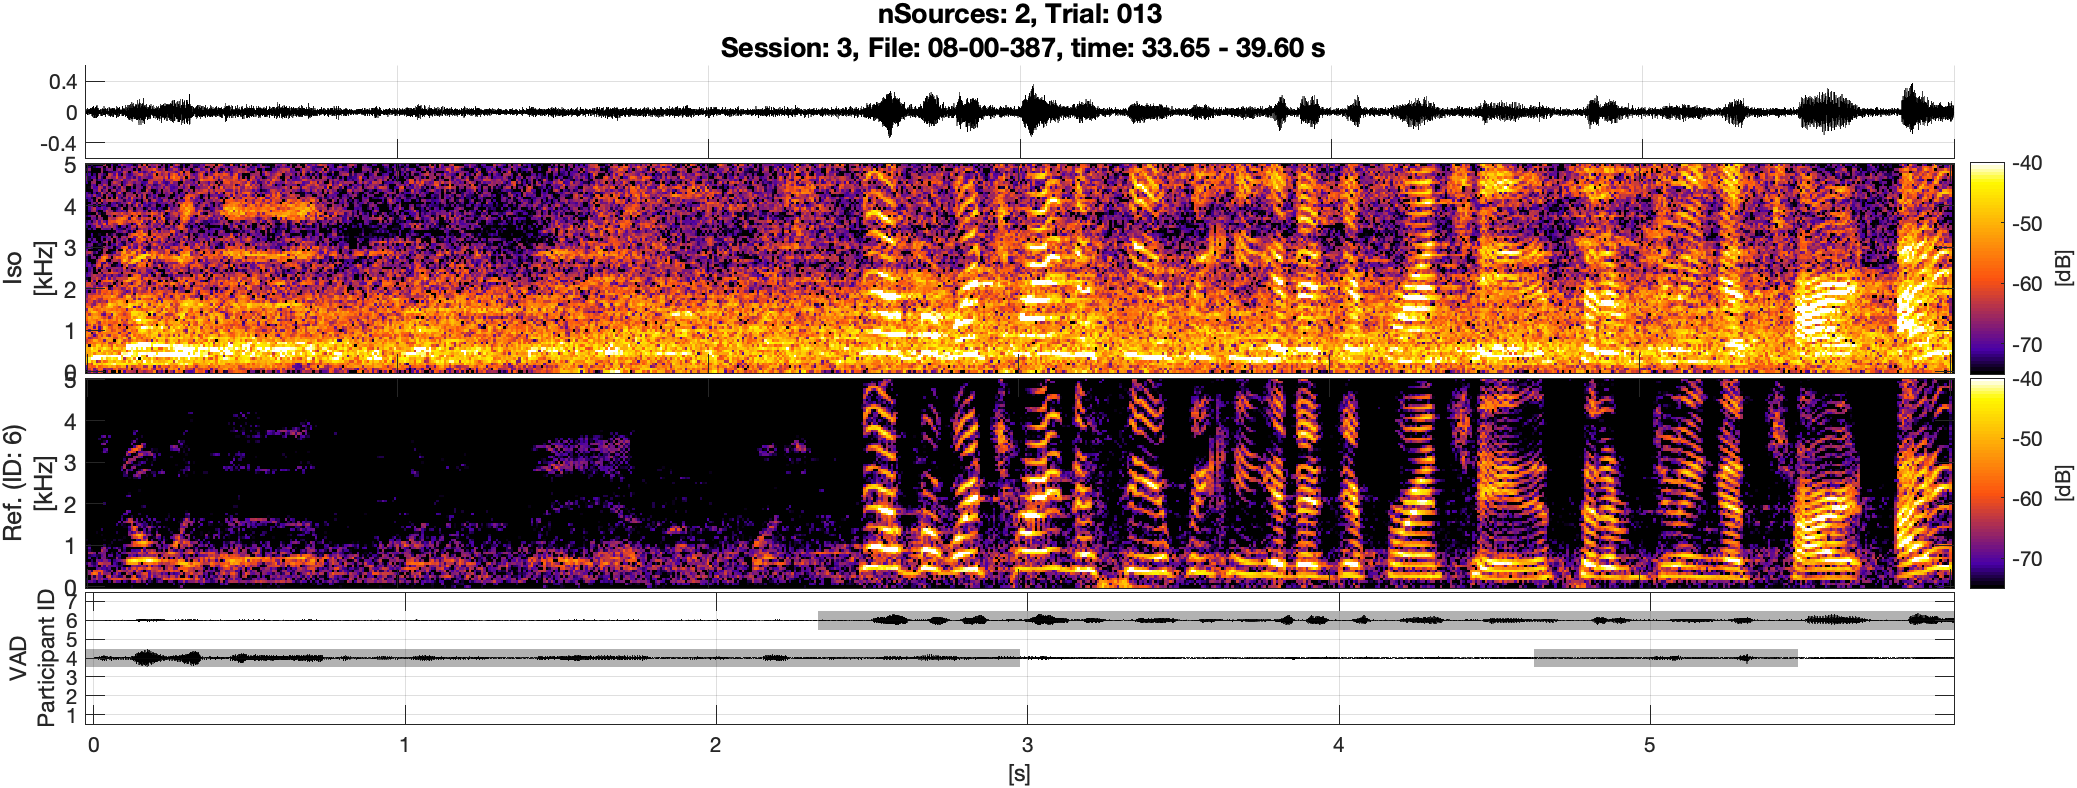 nSources: 2, Trial: 013
Session: 3, File: 08-00-387, time: 33.65 - 39.60 s
0.4
0
-0.4
5
4
3
2
1
0
Iso
[kHz]
-40
-50
-60
-70
[dB]
5
4
3
2
1
0
Ref. (ID: 6)
[kHz]
-40
-50
-60
-70
[dB]
7
6
5
4
3
2
1
VAD
Participant ID
0 1 2 3 4 5
[s]